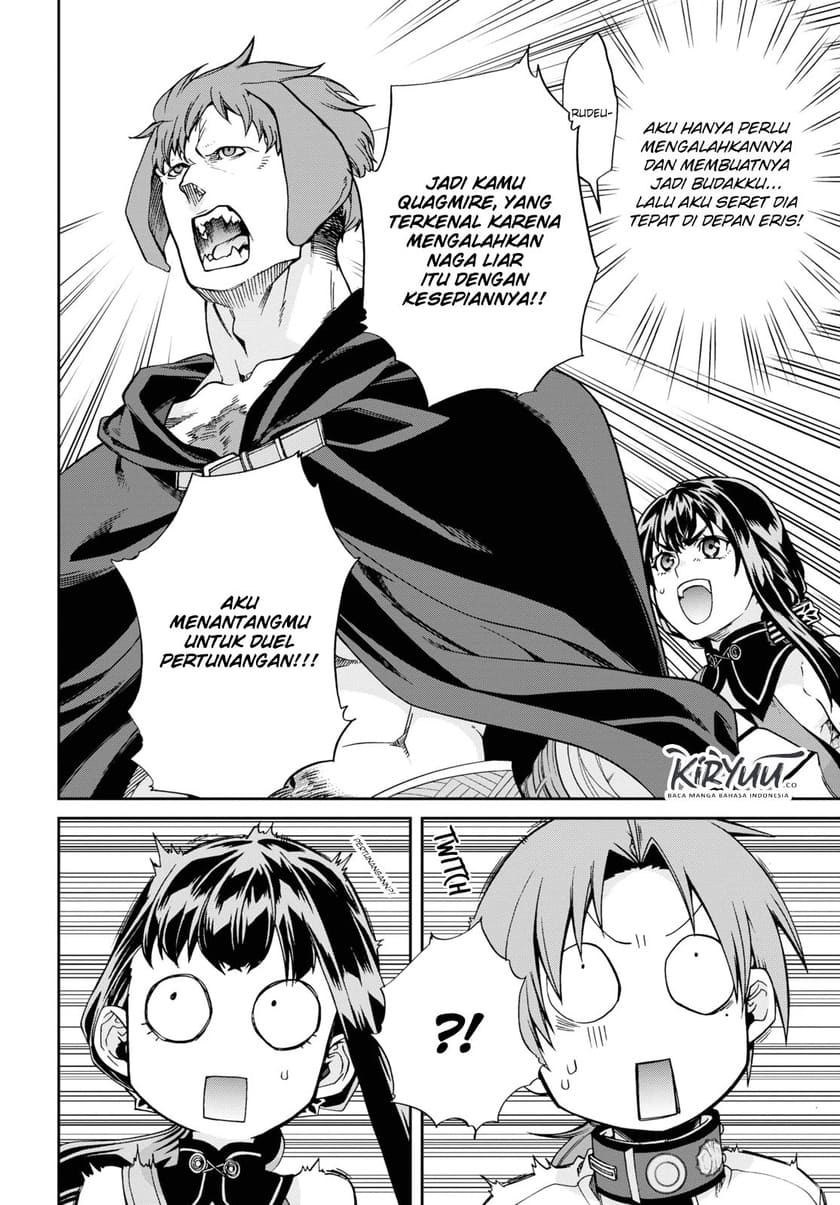 RUDEU-
AKU HANYA PERLU
MENGALAHKANNYA
DAN MEMBUATNYA
JADI BUDAKKU...
LALU AKU SERET DIA
TEPAT DI DEPAN ERIS!
JADI KAMU
QUAGMIRE, YANG
TERKENAL KARENA
MENGALAHKAN
NAGA LIAR
ITU DENGAN
KESEPIANNYA!!
AKU
MENANTANGMU
UNTUK DUEL
PERTUNANGAN!!!
KIRYUU
.CO
BACA MANGA BAHASA INDONESIA
PERTUNANGAN?!
TWITCH
?!